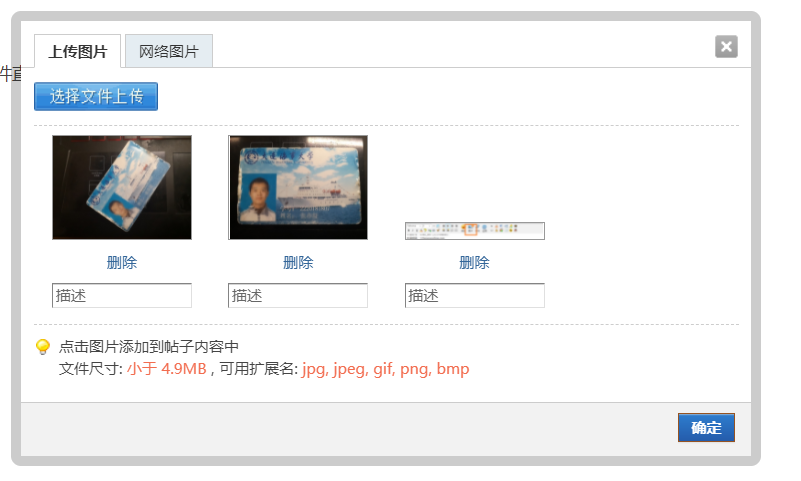 上传图片 网络图片
件直
选择文件上传
删除 删除 删除
描述 描述 描述
点击图片添加到帖子内容中
文件尺寸: 小于 4.9MB , 可用扩展名: jpg, jpeg, gif, png, bmp
确定